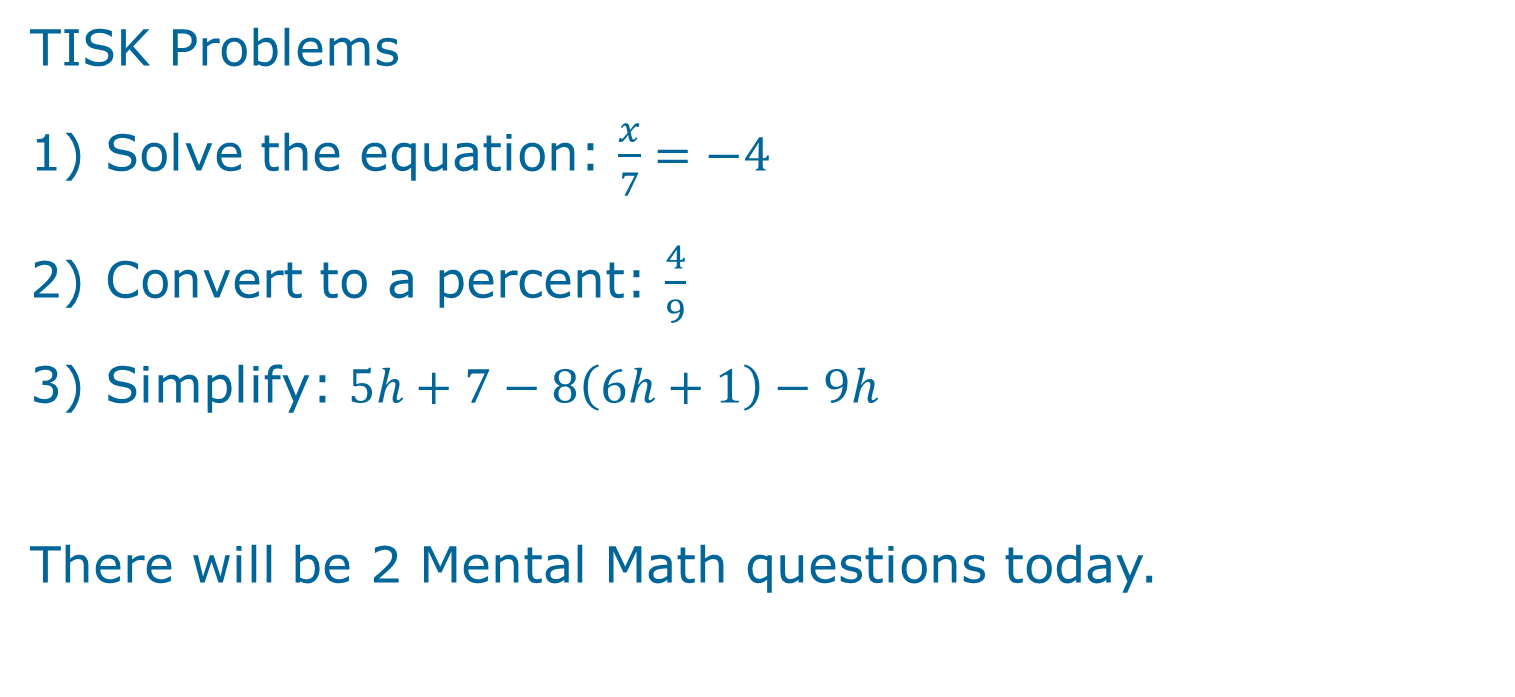 TISK Problems
1) Solve the equation: x/7 = −4
2) Convert to a percent: 4/9
3) Simplify: 5h + 7 − 8(6h + 1) − 9h
There will be 2 Mental Math questions today.